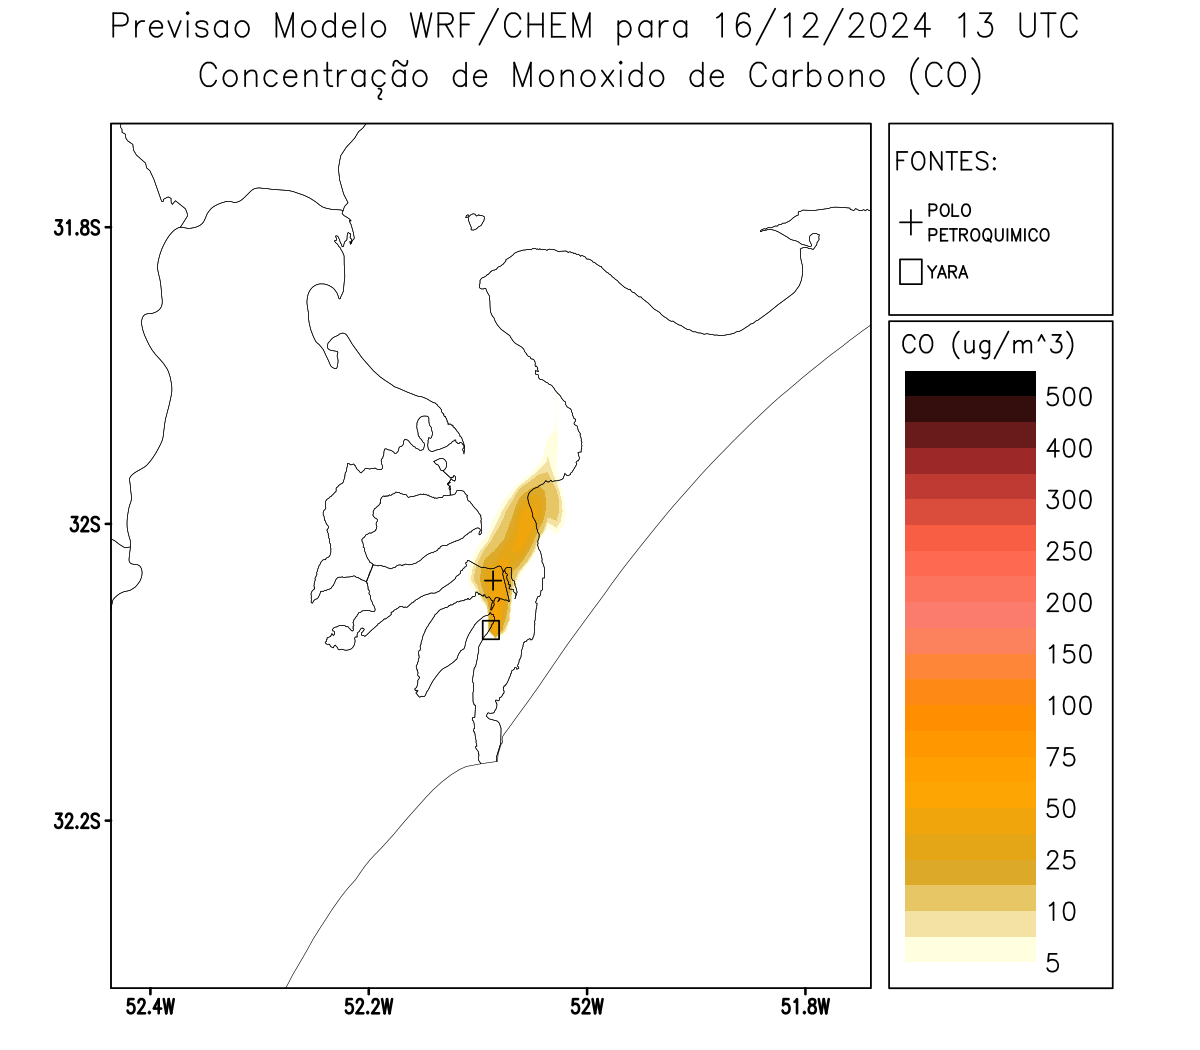 Previsao Modelo WRF/CHEM para 16/12/2024 13 UTC
Concentração de Monoxido de Carbono (CO)
FONTES:
POLO
PETROQUIMICO
YARA
CO (ug/m^3)
500
400
300
250
200
150
100
75
50
25
10
5
31.8S
32S
32.2S
52.4W
52.2W
52W
51.8W